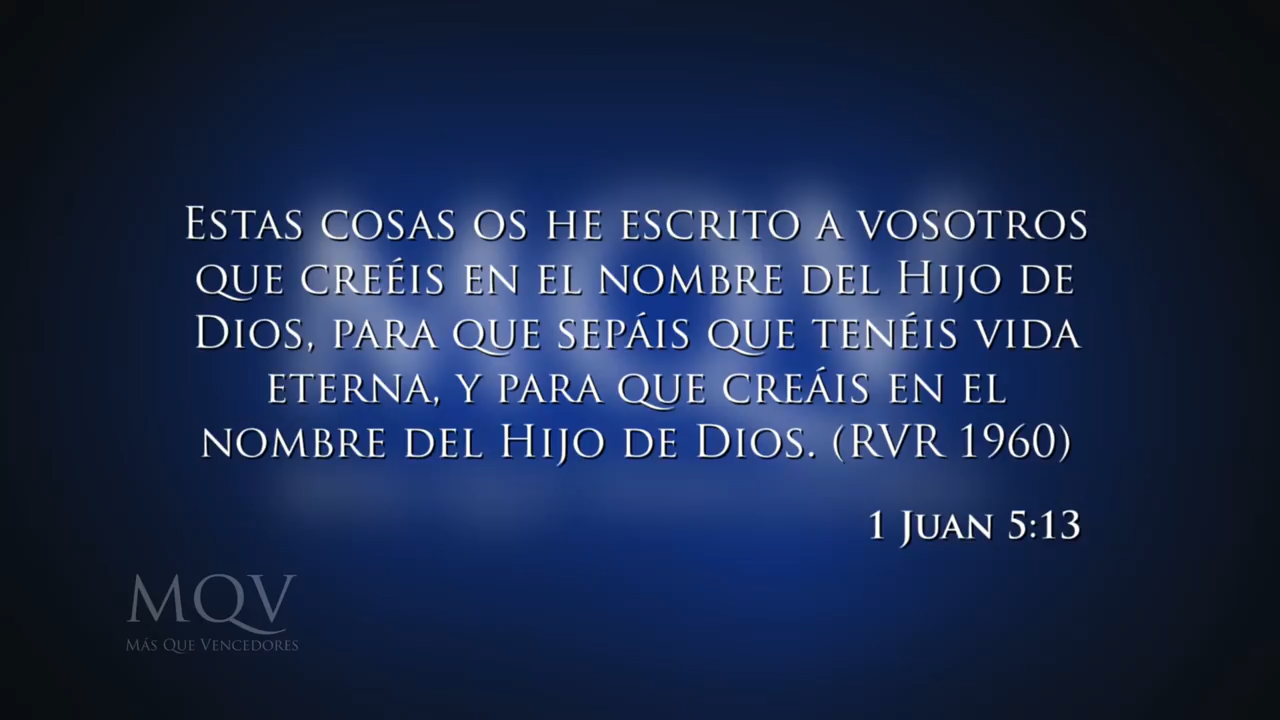 Estas cosas os he escrito a vosotros
que creéis en el nombre del Hijo de
Dios, para que sepáis que tenéis vida
eterna, y para que creáis en el
nombre del Hijo de Dios. (RVR 1960)
1 Juan 5:13
MQV
Más Que Vencedores